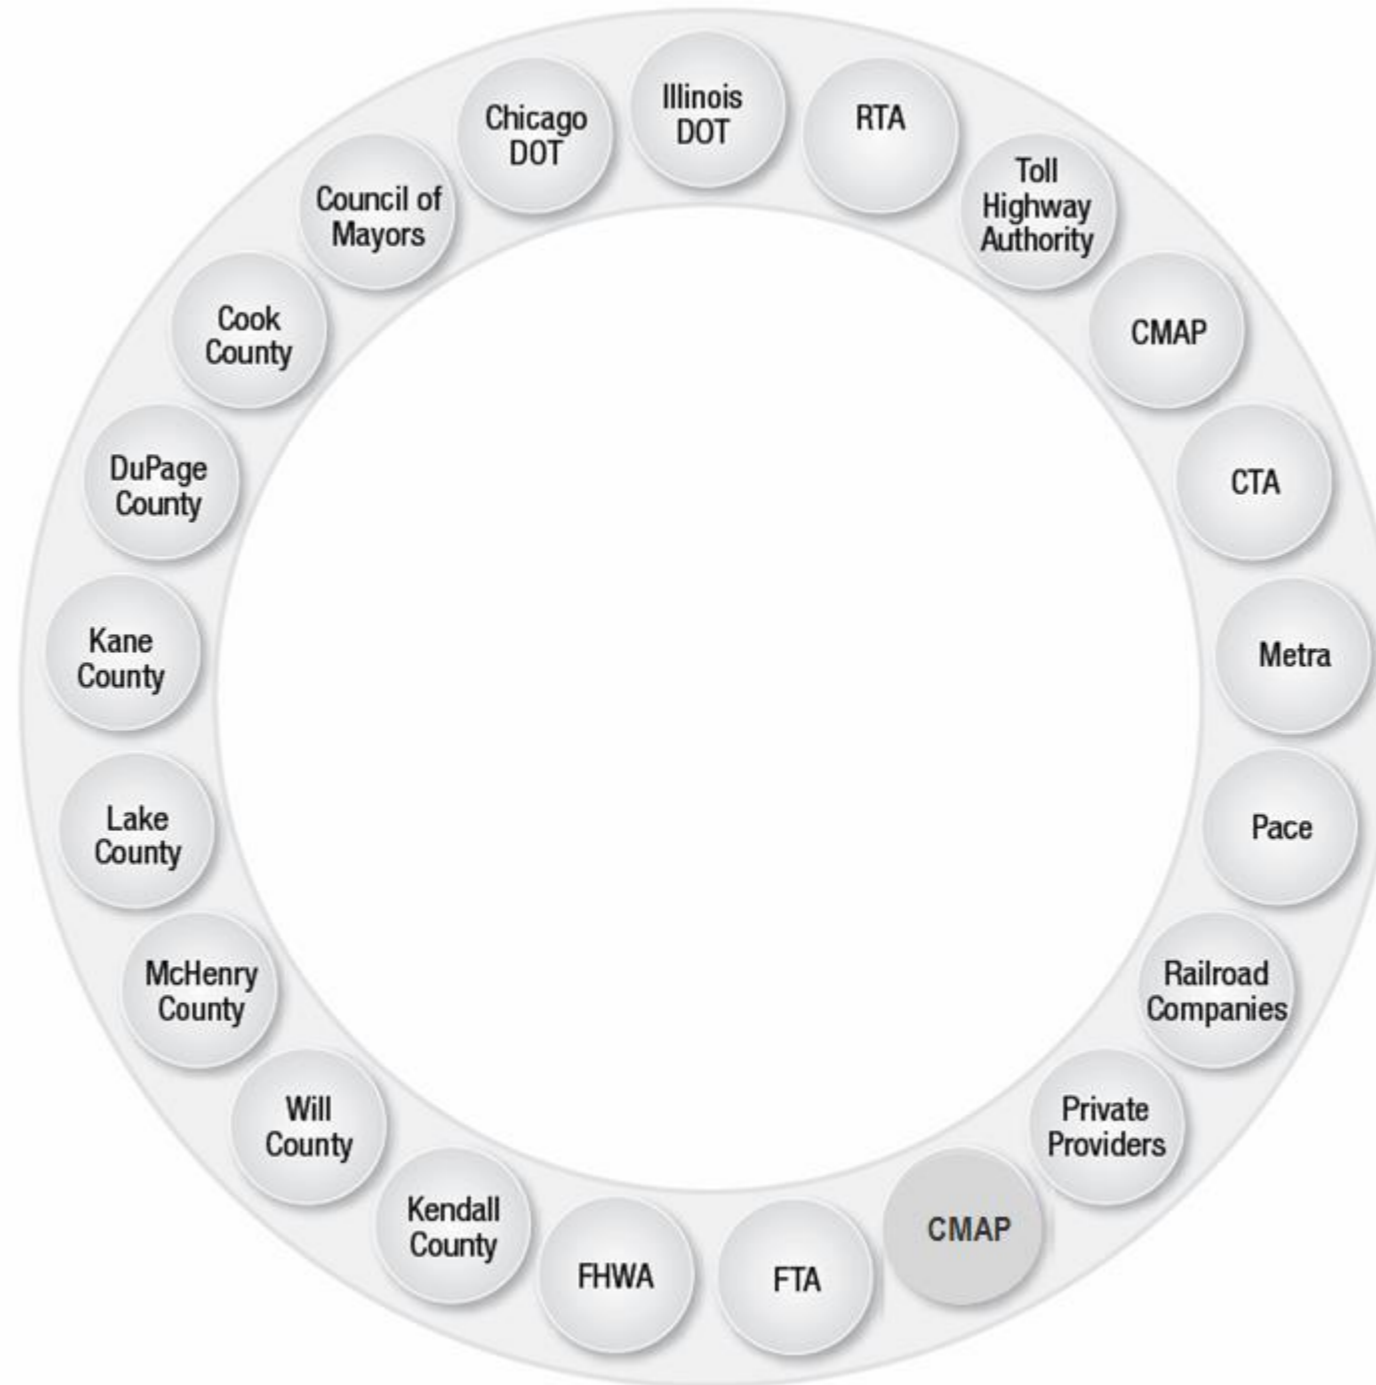 Illinois
DOT
RTA
Toll
Highway
Authority
CMAP
CTA
Metra
Pace
Railroad
Companies
Private
Providers
CMAP
FTA
FHWA
Kendall
County
Will
County
McHenry
County
Lake
County
Kane
County
DuPage
County
Cook
County
Council of
Mayors
Chicago
DOT